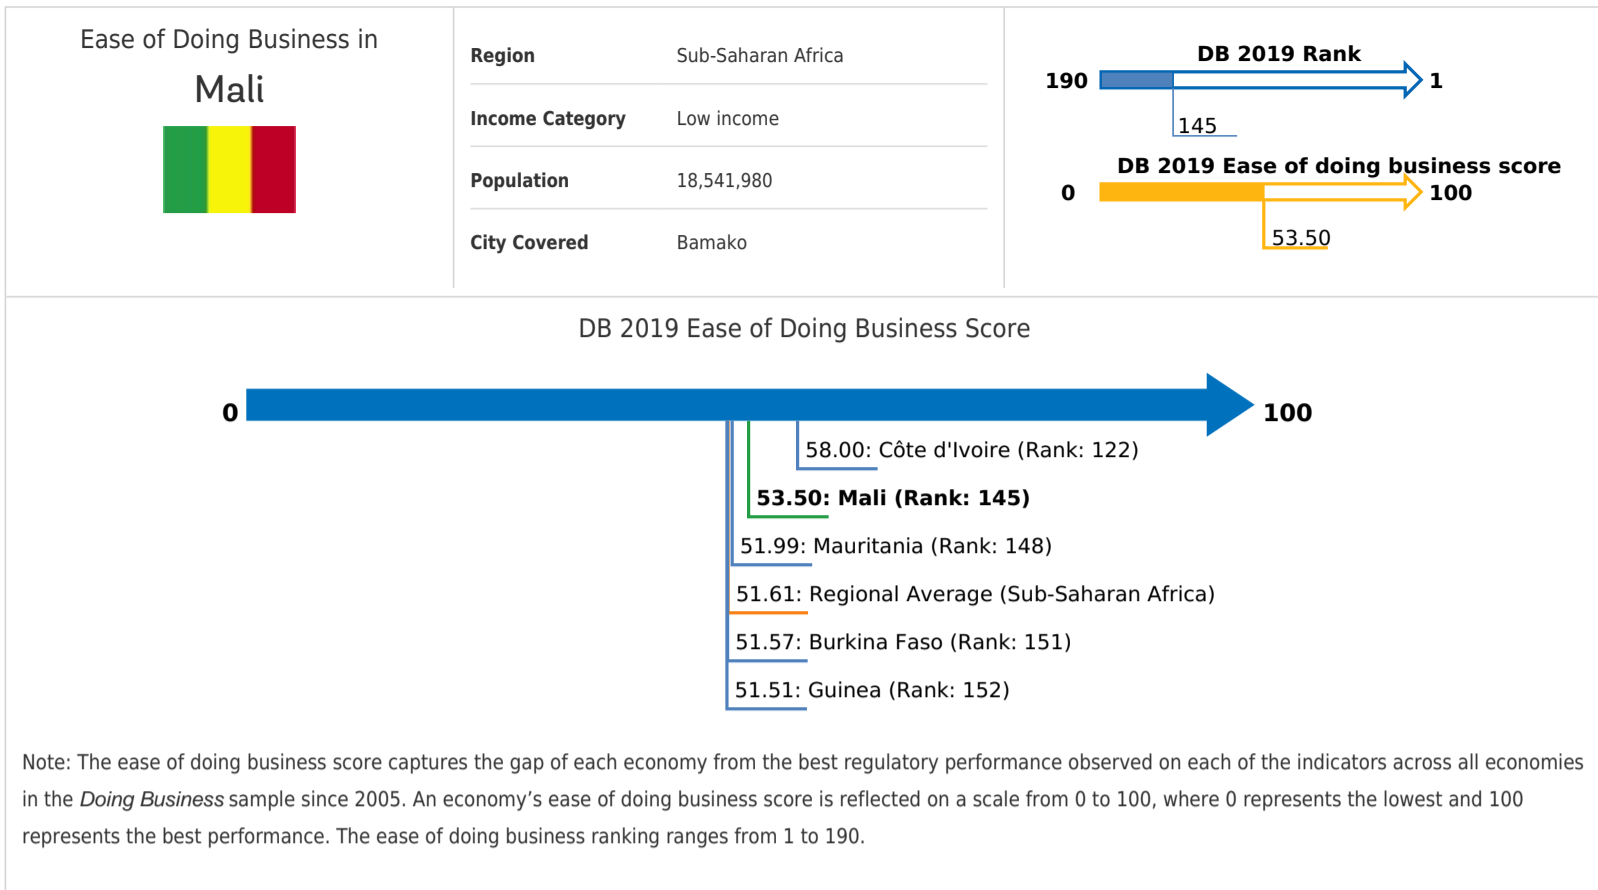 Ease of Doing Business in
Mali
Region Sub-Saharan Africa
Income Category Low income
Population 18,541,980
City Covered Bamako
DB 2019 Rank
190 1
145
DB 2019 Ease of doing business score
0 100
53.50
DB 2019 Ease of Doing Business Score
0 100
58.00: Côte d'Ivoire (Rank: 122)
53.50: Mali (Rank: 145)
51.99: Mauritania (Rank: 148)
51.61: Regional Average (Sub-Saharan Africa)
51.57: Burkina Faso (Rank: 151)
51.51: Guinea (Rank: 152)
Note: The ease of doing business score captures the gap of each economy from the best regulatory performance observed on each of the indicators across all economies
in the Doing Business sample since 2005. An economy’s ease of doing business score is reflected on a scale from 0 to 100, where 0 represents the lowest and 100
represents the best performance. The ease of doing business ranking ranges from 1 to 190.